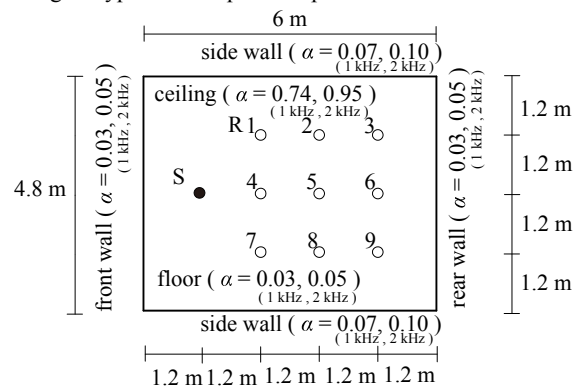 6 m
side wall ( α = 0.07, 0.10 )
( 1 kHz , 2 kHz )
front wall ( α = 0.03, 0.05 )
( 1 kHz , 2 kHz )
4.8 m
ceiling ( α = 0.74, 0.95 )
( 1 kHz , 2 kHz )
R 1 2 3
S 4 5 6
7 8 9
floor ( α = 0.03, 0.05 )
( 1 kHz , 2 kHz )
rear wall ( α = 0.03, 0.05 )
( 1 kHz , 2 kHz )
1.2 m
1.2 m
1.2 m
1.2 m
side wall ( α = 0.07, 0.10 )
( 1 kHz , 2 kHz )
1.2 m 1.2 m 1.2 m 1.2 m 1.2 m